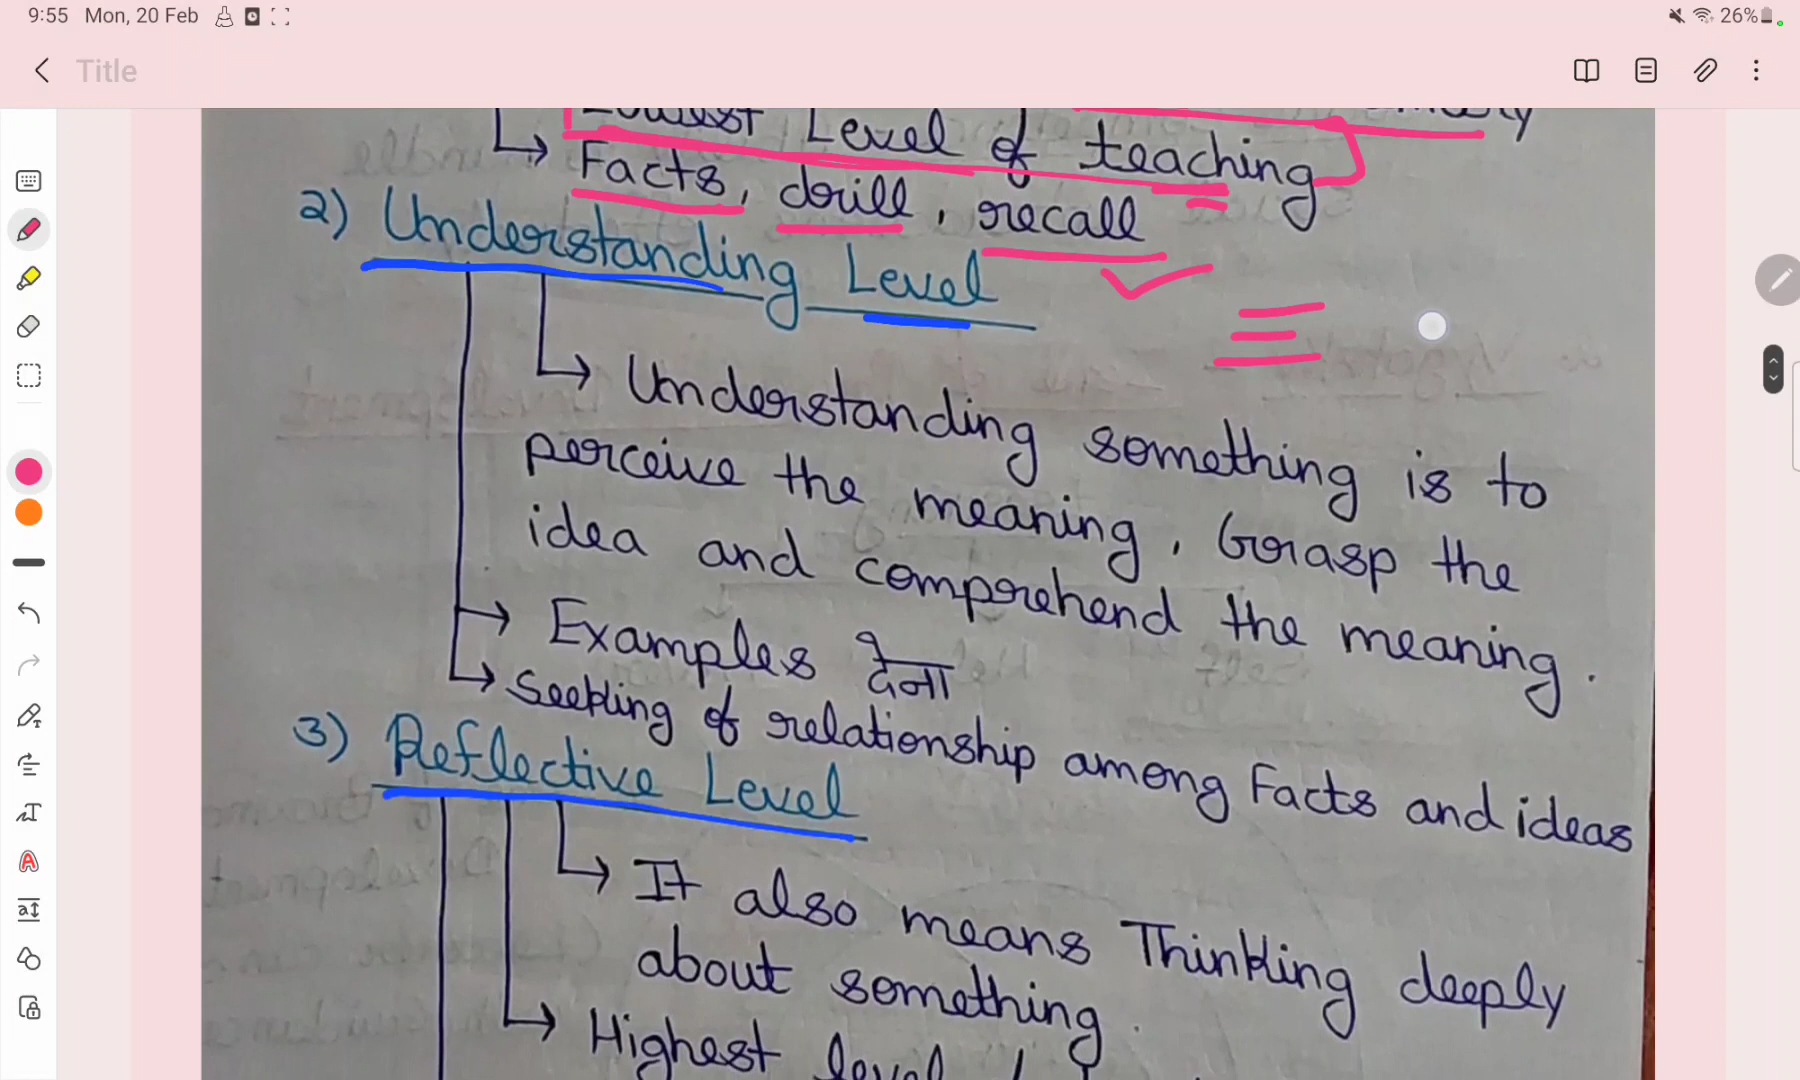 9:55 Mon, 20 Feb
26%
Title
Lowest Level of teaching
Facts, drill, recall
2) Understanding Level
Understanding something is to
perceive the meaning, Grasp the
idea and comprehend the meaning.
Examples देना
Seeking of relationship among Facts and ideas
3) Reflective Level
It also means Thinking deeply
about something.
Highest level